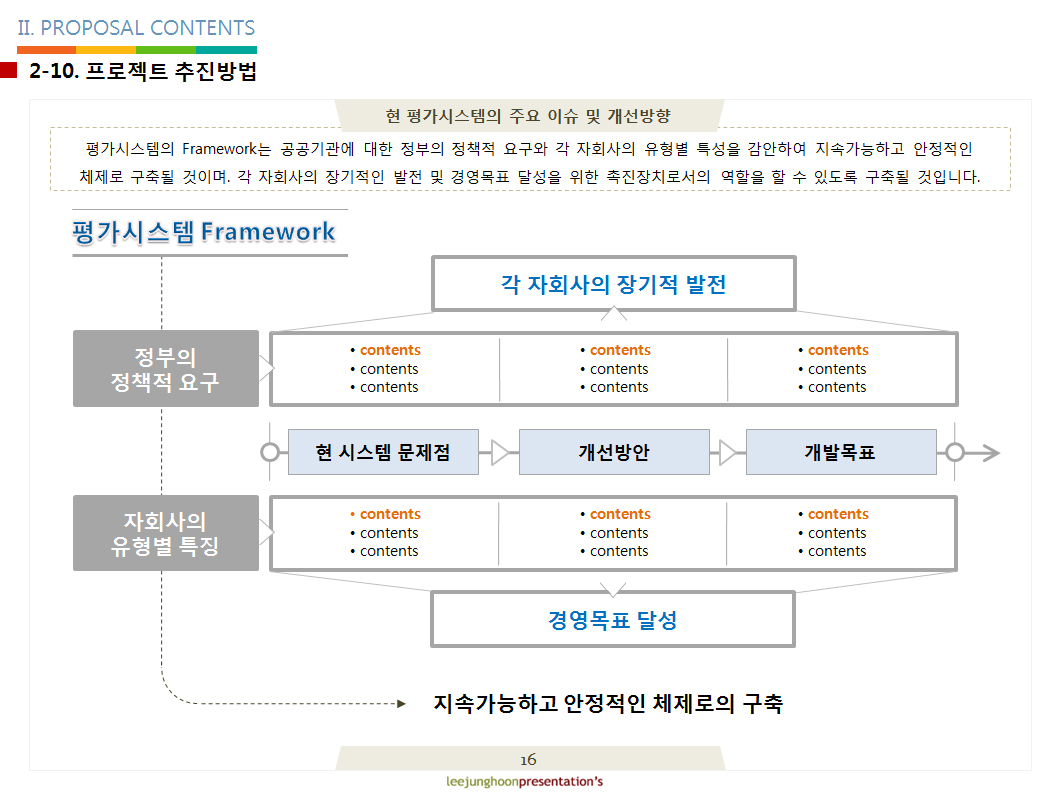 II. PROPOSAL CONTENTS
2-10. 프로젝트 추진방법
현 평가시스템의 주요 이슈 및 개선방향
평가시스템의 Framework는 공공기관에 대한 정부의 정책적 요구와 각 자회사의 유형별 특성을 감안하여 지속가능하고 안정적인
체제로 구축될 것이며. 각 자회사의 장기적인 발전 및 경영목표 달성을 위한 촉진장치로서의 역할을 할 수 있도록 구축될 것입니다.
평가시스템 Framework
각 자회사의 장기적 발전
정부의
정책적 요구
• contents
• contents
• contents
• contents
• contents
• contents
• contents
• contents
• contents
현 시스템 문제점
개선방안
개발목표
자회사의
유형별 특징
• contents
• contents
• contents
• contents
• contents
• contents
• contents
• contents
• contents
경영목표 달성
지속가능하고 안정적인 체제로의 구축
16
leejunghoonpresentation's